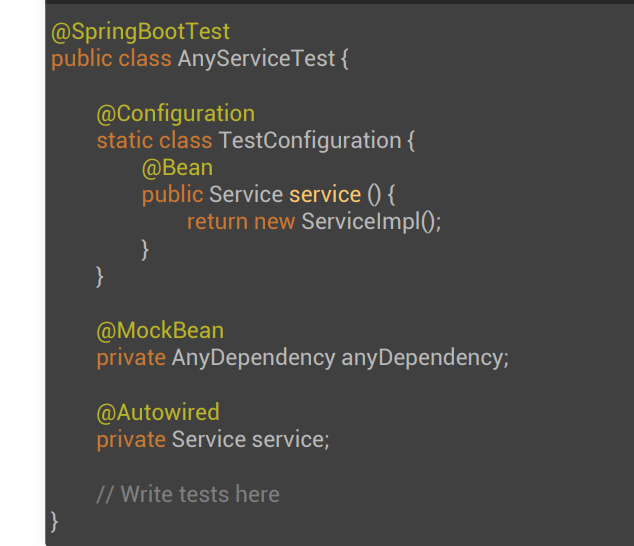 @SpringBootTest
public class AnyServiceTest {
@Configuration
static class TestConfiguration {
@Bean
public Service service () {
return new ServiceImpl();
}
}
@MockBean
private AnyDependency anyDependency;
@Autowired
private Service service;
// Write tests here
}